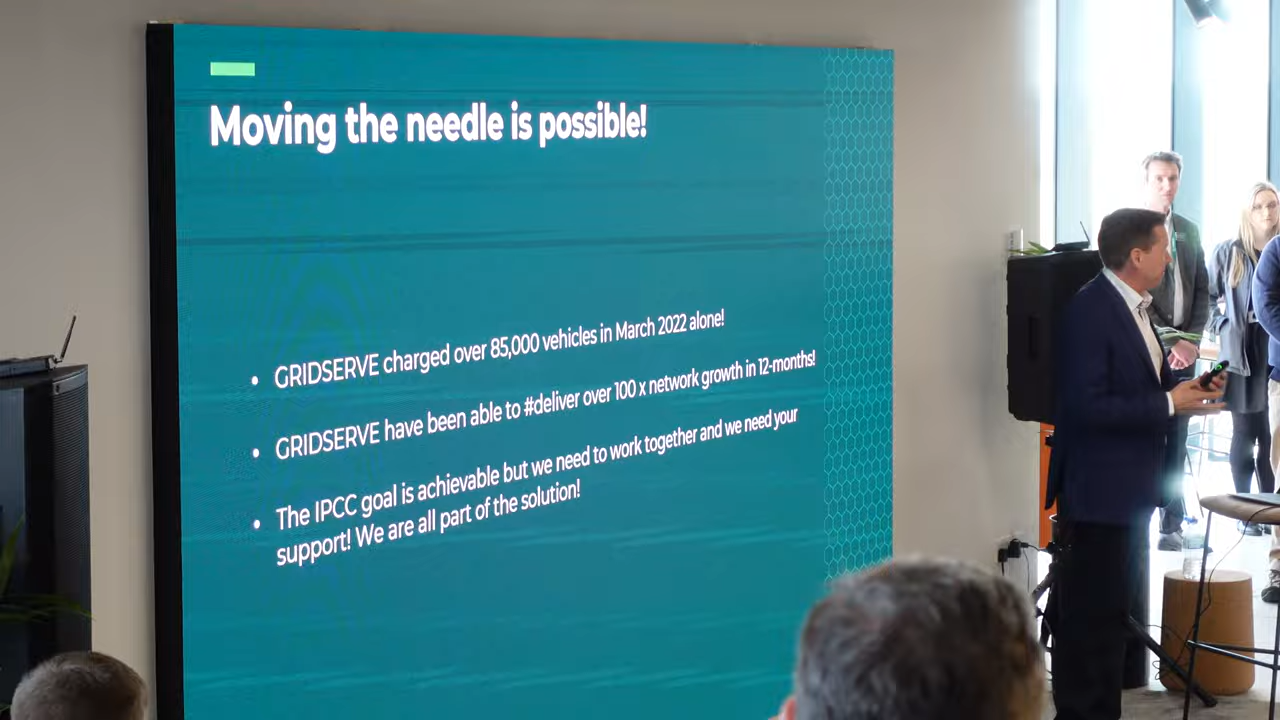 Moving the needle is possible!
• GRIDSERVE charged over 85,000 vehicles in March 2022 alone!
• GRIDSERVE have been able to #deliver over 100 x network growth in 12-months!
• The IPCC goal is achievable but we need to work together and we need your
support! We are all part of the solution!